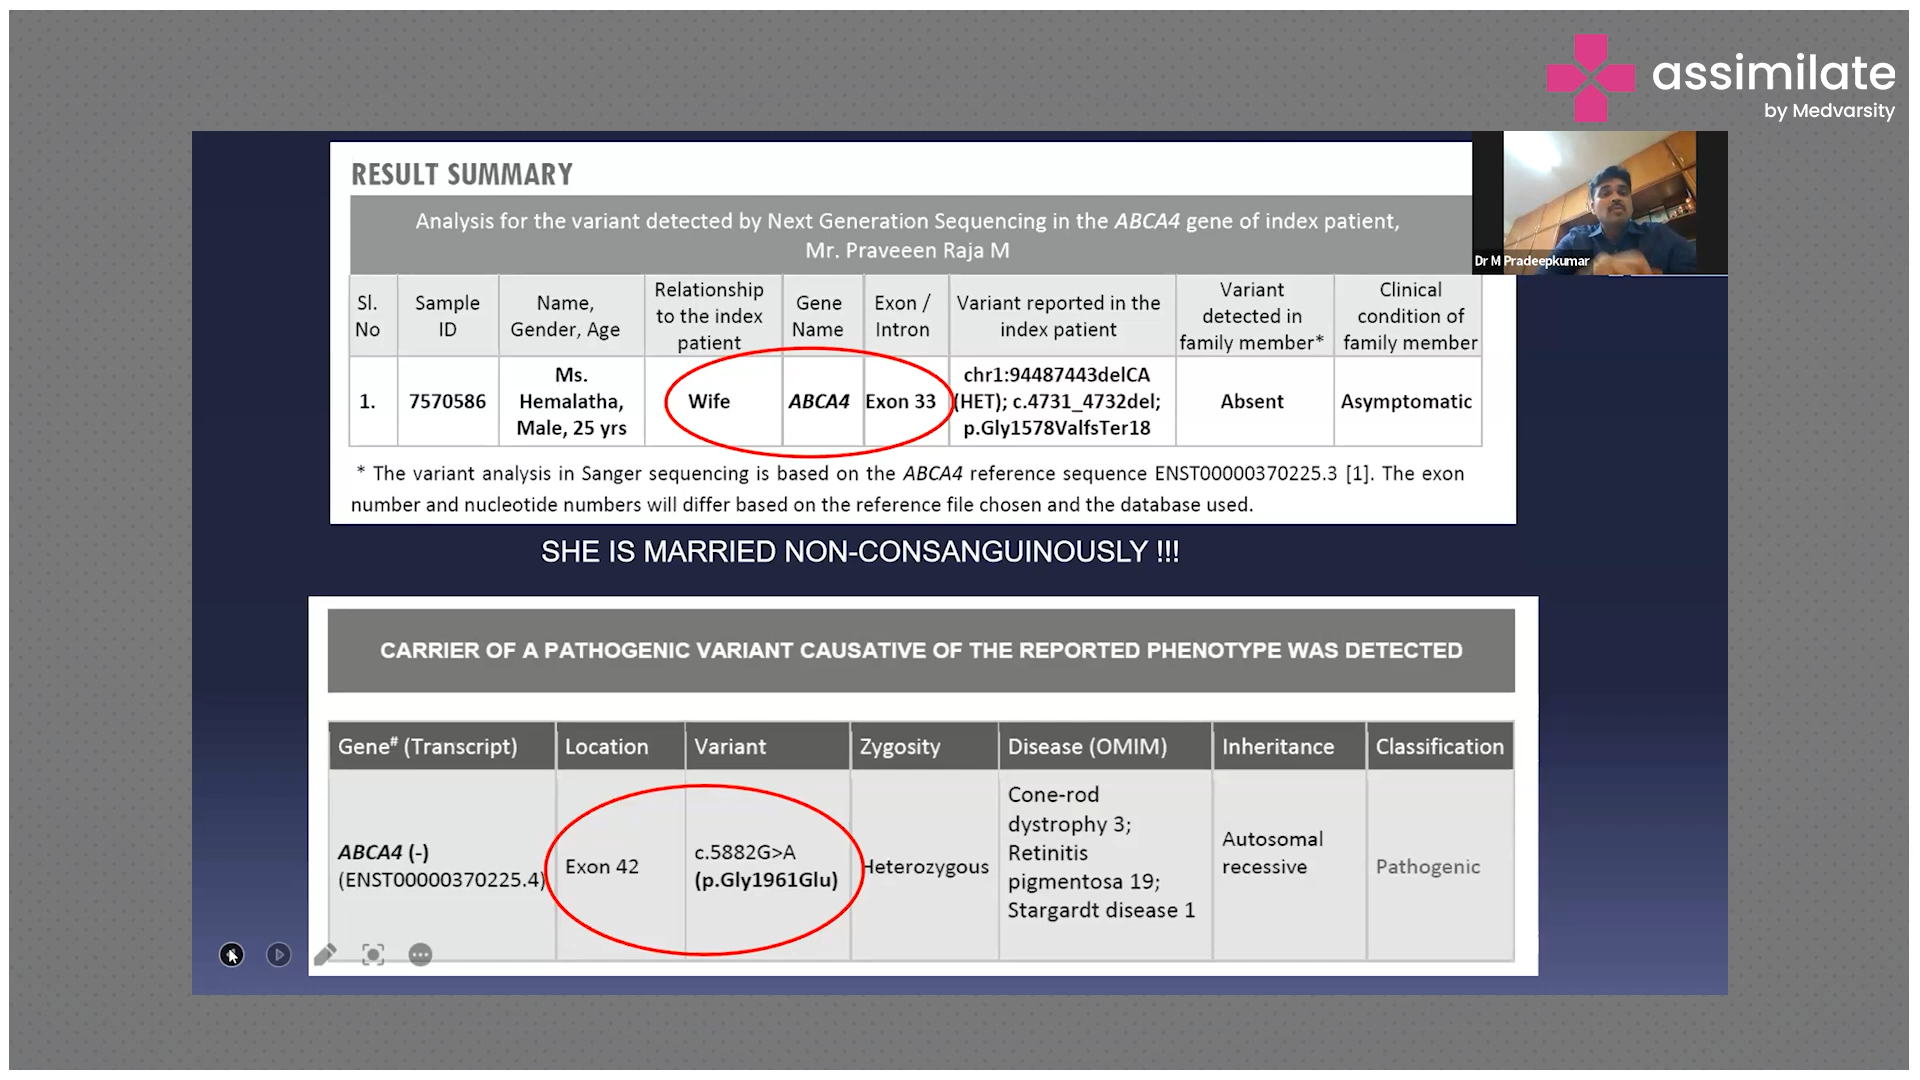 assimilate
by Medvarsity
RESULT SUMMARY
Analysis for the variant detected by Next Generation Sequencing in the ABCA4 gene of index patient,
Mr. Praveeen Raja M
Dr M Pradeepkumar
Sl. No
Sample ID
Name, Gender, Age
Relationship to the index patient
Gene Name
Exon / Intron
Variant reported in the index patient
Variant detected in family member*
Clinical condition of family member
1.
7570586
Ms. Hemalatha, Male, 25 yrs
Wife
ABCA4
Exon 33
chr1:94487443delCA (HET); c.4731_4732del; p.Gly1578ValfsTer18
Absent
Asymptomatic
* The variant analysis in Sanger sequencing is based on the ABCA4 reference sequence ENST00000370225.3 [1]. The exon
number and nucleotide numbers will differ based on the reference file chosen and the database used.
SHE IS MARRIED NON-CONSANGUINOUSLY !!!
CARRIER OF A PATHOGENIC VARIANT CAUSATIVE OF THE REPORTED PHENOTYPE WAS DETECTED
Gene# (Transcript)
Location
Variant
Zygosity
Disease (OMIM)
Inheritance
Classification
ABCA4 (-)
(ENST00000370225.4)
Exon 42
c.5882G>A
(p.Gly1961Glu)
Heterozygous
Cone-rod
dystrophy 3;
Retinitis
pigmentosa 19;
Stargardt disease 1
Autosomal
recessive
Pathogenic